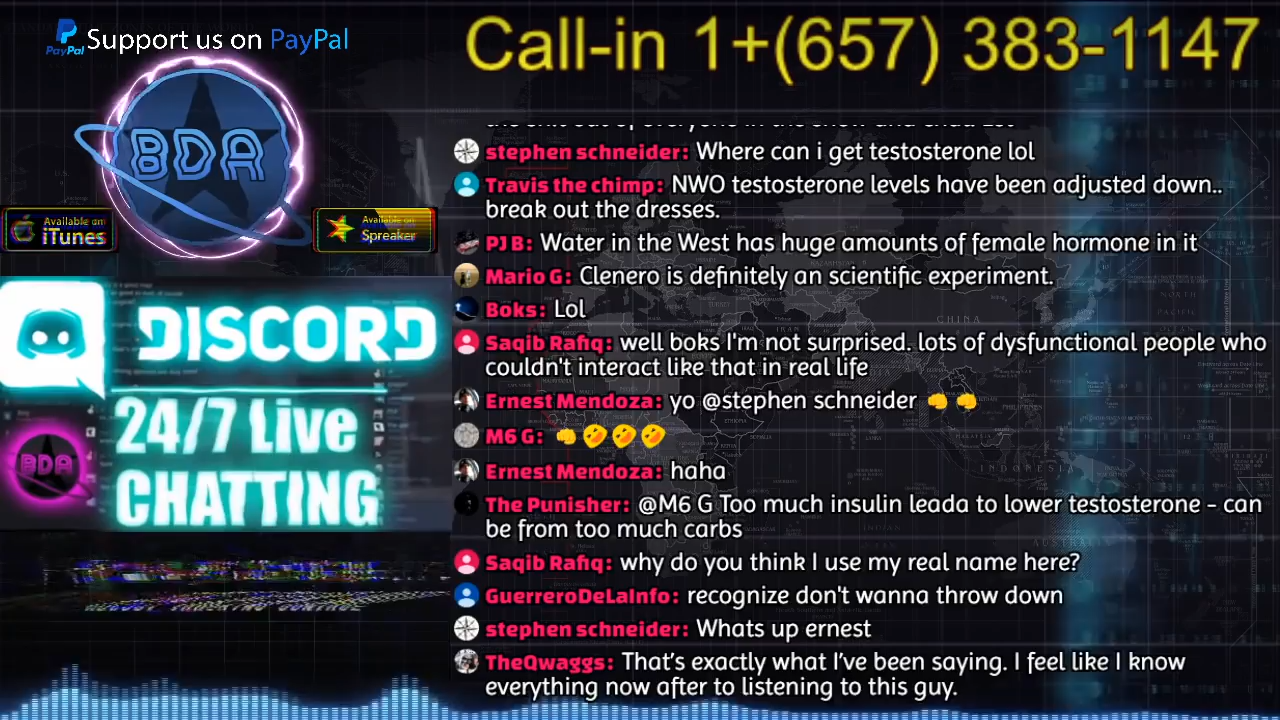 PayPal
Support us on PayPal
Call-in 1+(657) 383-1147
BDA
Available on
iTunes
Available on
Spreaker
DISCORD
24/7 Live
CHATTING
BDA
stephen schneider: Where can i get testosterone lol
Travis the chimp: NWO testosterone levels have been adjusted down..
break out the dresses.
PJ B: Water in the West has huge amounts of female hormone in it
Mario G: Clenero is definitely an scientific experiment.
Boks: Lol
Saqib Rafiq: well boks I'm not surprised. lots of dysfunctional people who
couldn't interact like that in real life
Ernest Mendoza: yo @stephen schneider 👊👊
M6 G: 👊🤣🤣🤣
Ernest Mendoza: haha
The Punisher: @M6 G Too much insulin leada to lower testosterone - can
be from too much carbs
Saqib Rafiq: why do you think I use my real name here?
GuerreroDeLaInfo: recognize don't wanna throw down
stephen schneider: Whats up ernest
TheQwaggs: That's exactly what I've been saying. I feel like I know
everything now after to listening to this guy.
CHINA
IRAN
INDONESIA